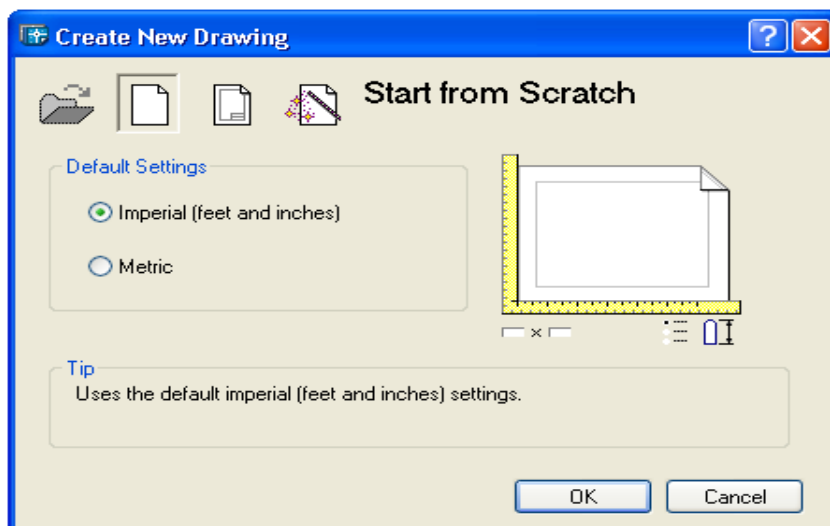 Create New Drawing
Start from Scratch
Default Settings
Imperial (feet and inches)
Metric
Tip
Uses the default imperial (feet and inches) settings.
OK
Cancel